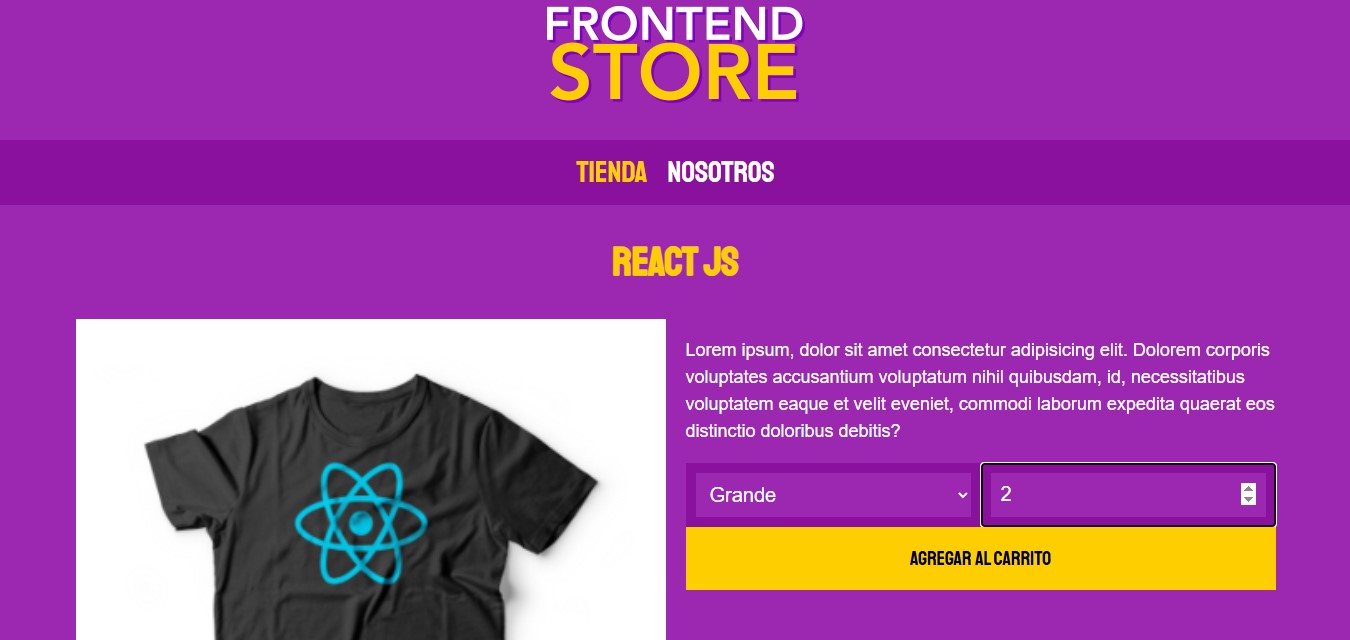 FRONTEND
STORE
TIENDA NOSOTROS
REACT JS
Lorem ipsum, dolor sit amet consectetur adipisicing elit. Dolorem corporis
voluptates accusantium voluptatum nihil quibusdam, id, necessitatibus
voluptatem eaque et velit eveniet, commodi laborum expedita quaerat eos
distinctio doloribus debitis?
Grande 2
AGREGAR AL CARRITO